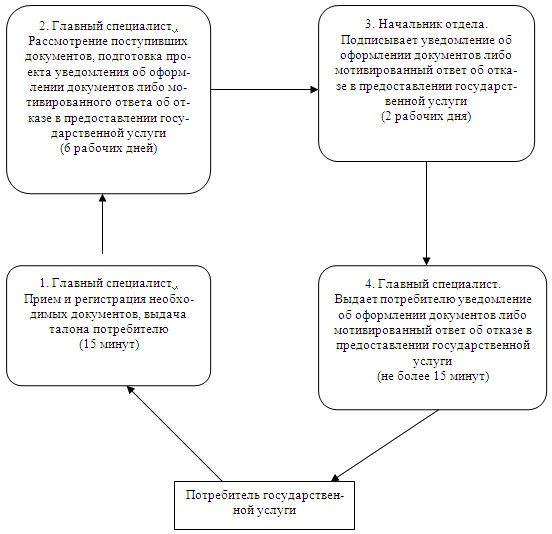 2. Главный специалист.
Рассмотрение поступивших
документов, подготовка про-
екта уведомления об оформ-
лении документов либо мо-
тивированного ответа об от-
казе в предоставлении госу-
дарственной услуги
(6 рабочих дней)
3. Начальник отдела.
Подписывает уведомление об
оформлении документов либо
мотивированный ответ об отка-
зе в предоставлении государст-
венной услуги
(2 рабочих дня)
1. Главный специалист.
Прием и регистрация необхо-
димых документов, выдача
талона потребителю
(15 минут)
4. Главный специалист.
Выдает потребителю уведомление
об оформлении документов либо
мотивированный ответ об отказе в
предоставлении государственной
услуги
(не более 15 минут)
Потребитель государствен-
ной услуги